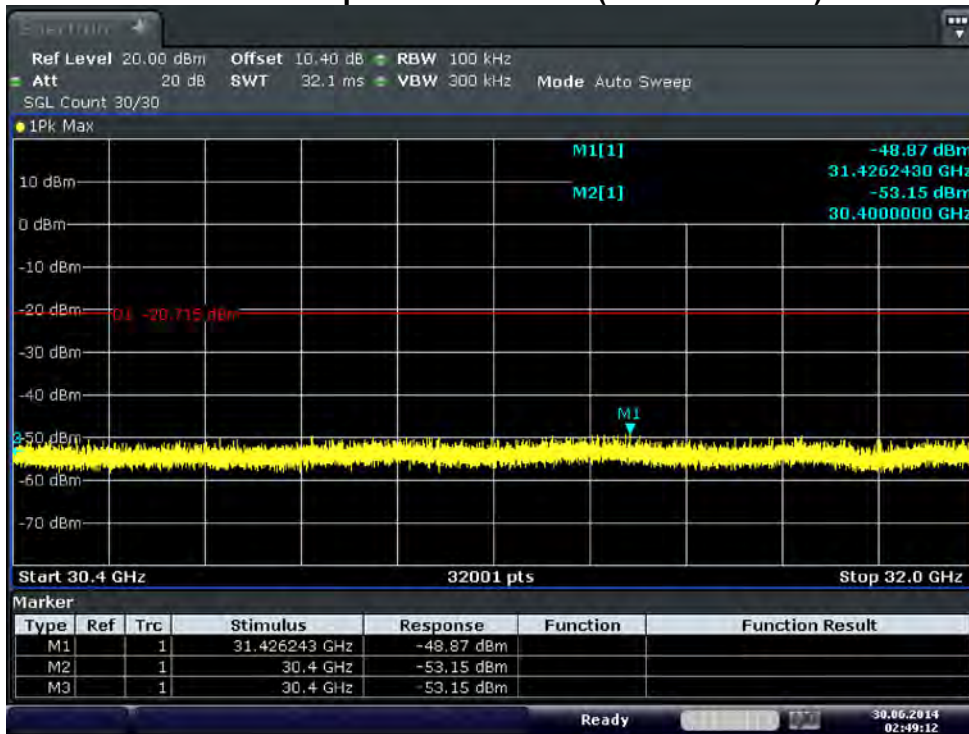 Spectrum
Ref Level 20.00 dBm Offset 10.40 dB RBW 100 kHz
Att 20 dB SWT 32.1 ms VBW 300 kHz Mode Auto Sweep
SGL Count 30/30
1Pk Max
M1[1] -48.87 dBm
31.4262430 GHz
10 dBm
M2[1] -53.15 dBm
30.4000000 GHz
0 dBm
-10 dBm
-20 dBm
D1 -20.715 dBm
-30 dBm
-40 dBm
M1
-50 dBm
-60 dBm
-70 dBm
Start 30.4 GHz 32001 pts Stop 32.0 GHz
Marker
Type Ref Trc Stimulus Response Function Function Result
M1 1 31.426243 GHz -48.87 dBm
M2 1 30.4 GHz -53.15 dBm
M3 1 30.4 GHz -53.15 dBm
Ready 30.06.2014
02:49:12